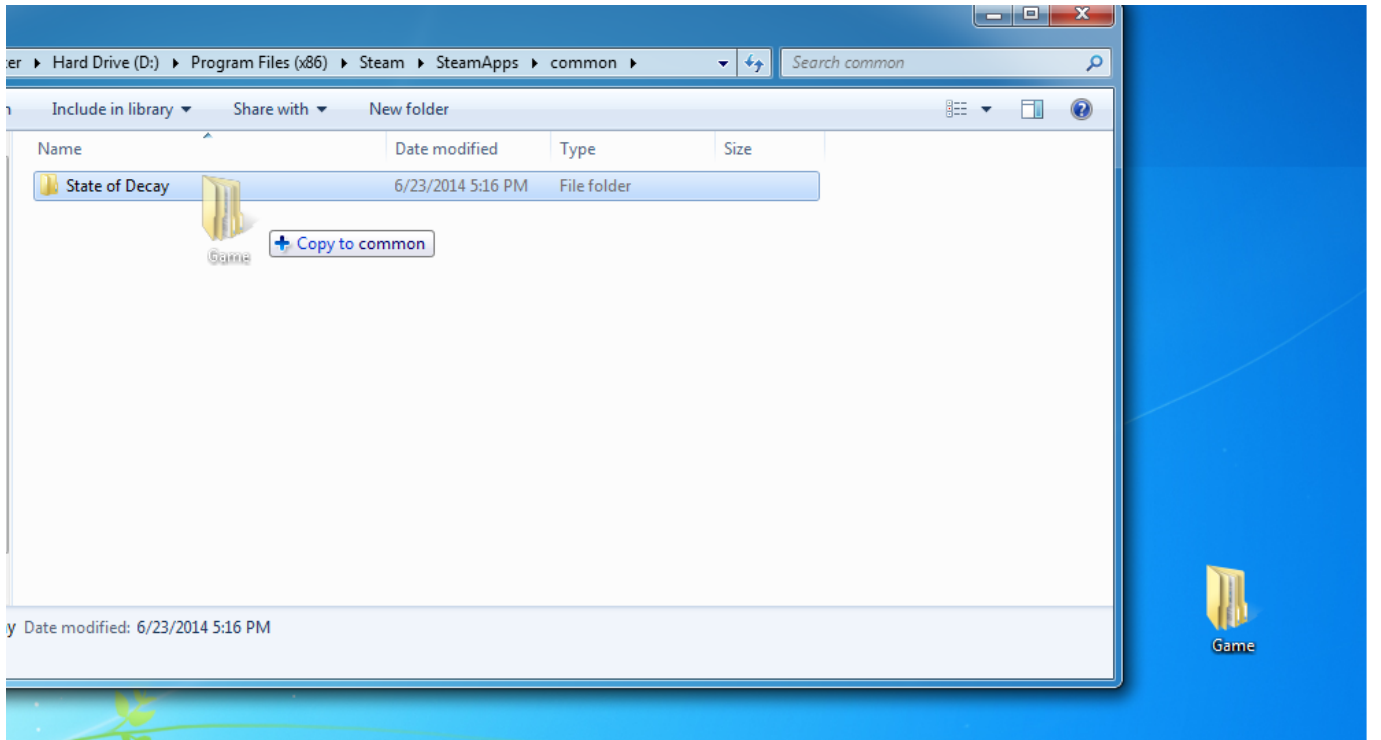 Hard Drive (D:) Program Files (x86) Steam SteamApps common Search common
Include in library Share with New folder
Name Date modified Type Size
State of Decay 6/23/2014 5:16 PM File folder
Copy to common
Game
y Date modified: 6/23/2014 5:16 PM
Game